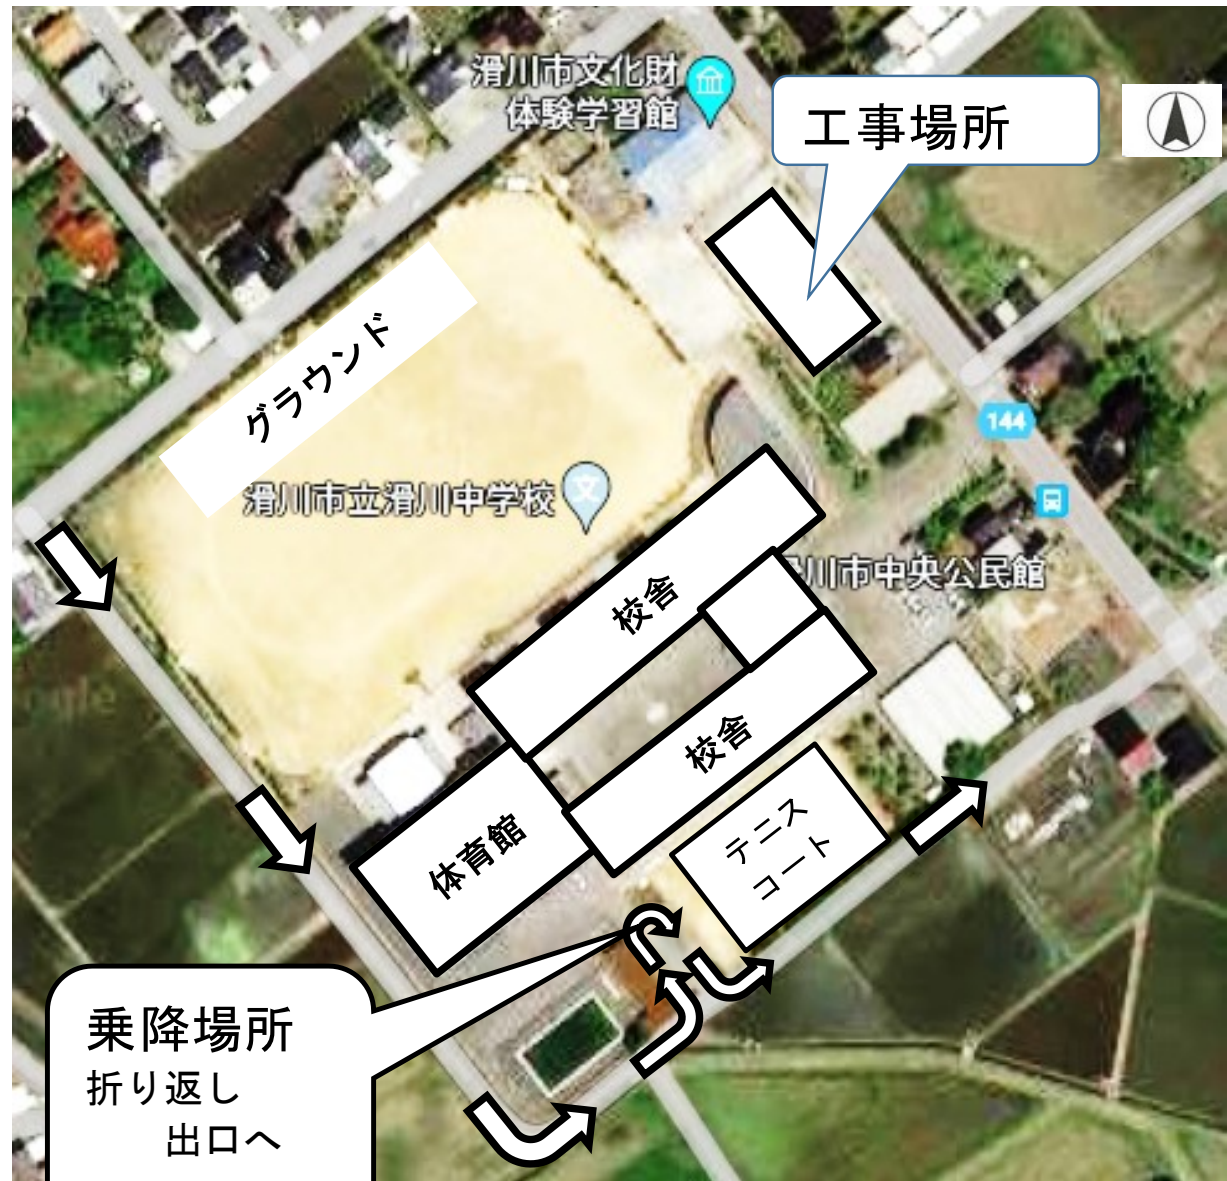 滑川市文化財
体験学習館
工事場所
グラウンド
144
滑川市立滑川中学校
川市中央公民館
校舎
校舎
テニス
コート
体育館
乗降場所
折り返し
出口へ